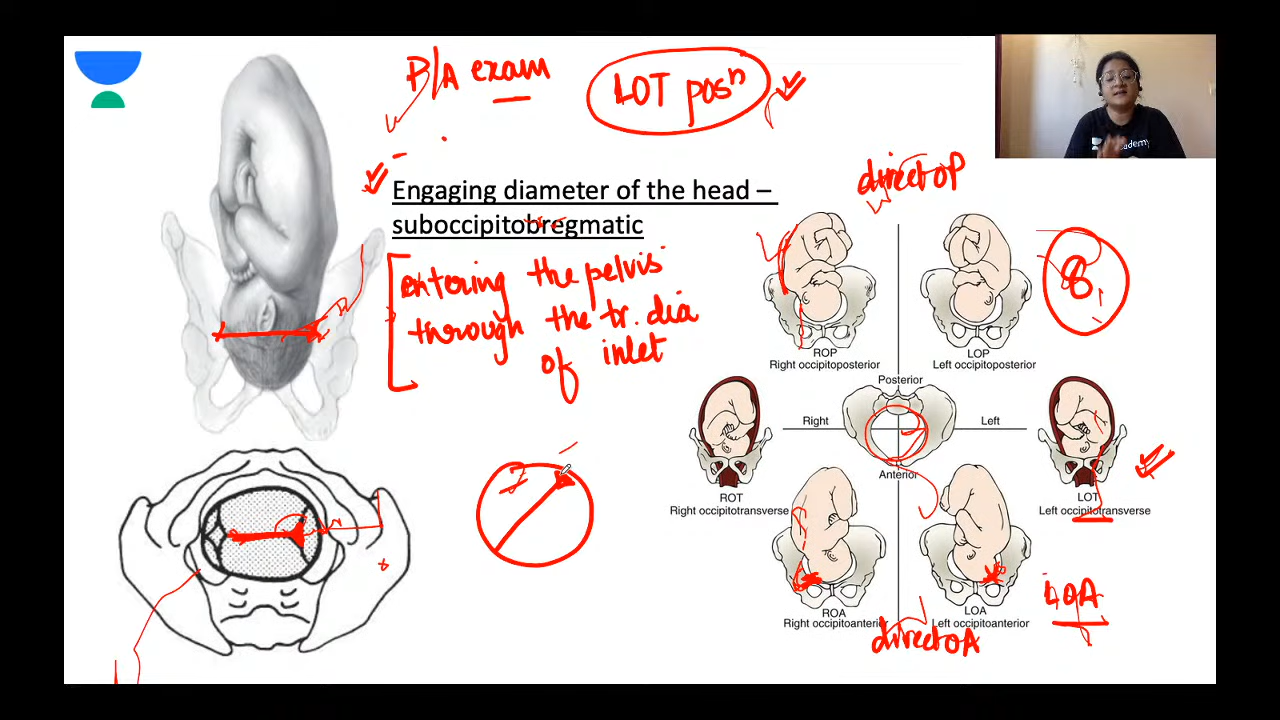 P/A exam
LOT posⁿ
Engaging diameter of the head –
suboccipitobregmatic
entering the pelvis
through the tr. dia
of inlet
direct OP
8
ROP
Right occipitoposterior
LOP
Left occipitoposterior
Posterior
Right
Left
Anterior
ROT
Right occipitotransverse
LOT
Left occipitotransverse
ROA
Right occipitoanterior
LOA
Left occipitoanterior
LOA
direct OA